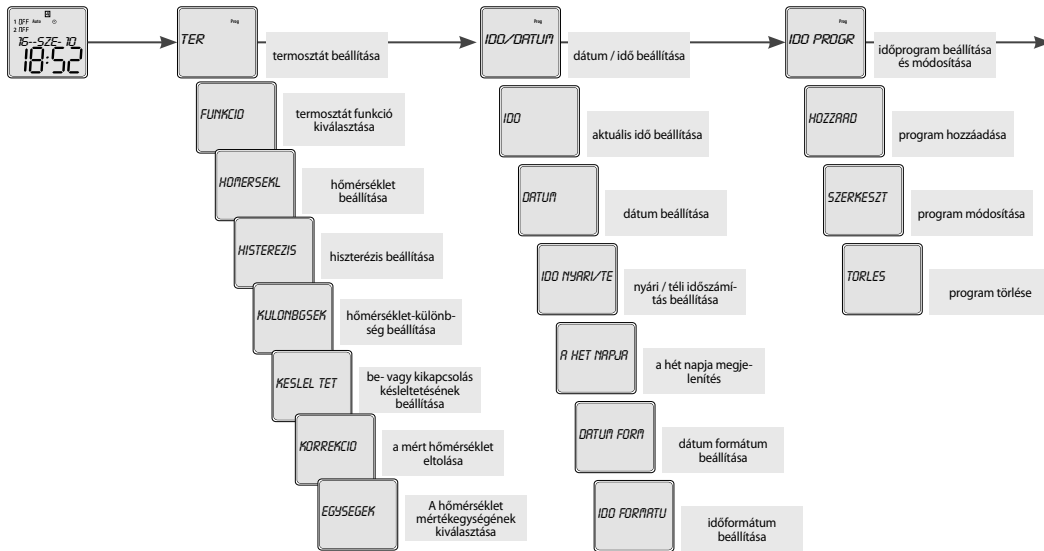 1 OFF Auto
2 OFF
16--SZE-10
18:52
Prog
TER
termosztát beállítása
Prog
IDO/DATUM
dátum / idő beállítása
Prog
IDO PROGR
időprogram beállítása
és módosítása
FUNKCIO
termosztát funkció
kiválasztása
IDO
aktuális idő beállítása
HOZZAAD
program hozzáadása
HOMERSEKL
hőmérséklet
beállítása
DATUM
dátum beállítása
SZERKESZT
program módosítása
HISTEREZIS
hiszterézis beállítása
IDO NYARI/TE
nyári / téli időszámí-
tás beállítása
TORLES
program törlése
KULONBGSEK
hőmérséklet-különb-
ség beállítása
A HET NAPJA
a hét napja megje-
lenítés
KESLEL TET
be- vagy kikapcsolás
késleltetésének
beállítása
DATUM FORM
dátum formátum
beállítása
KORREKCIO
a mért hőmérséklet
eltolása
IDO FORMATU
időformátum
beállítása
EGYSEGEK
A hőmérséklet
mértékegységének
kiválasztása